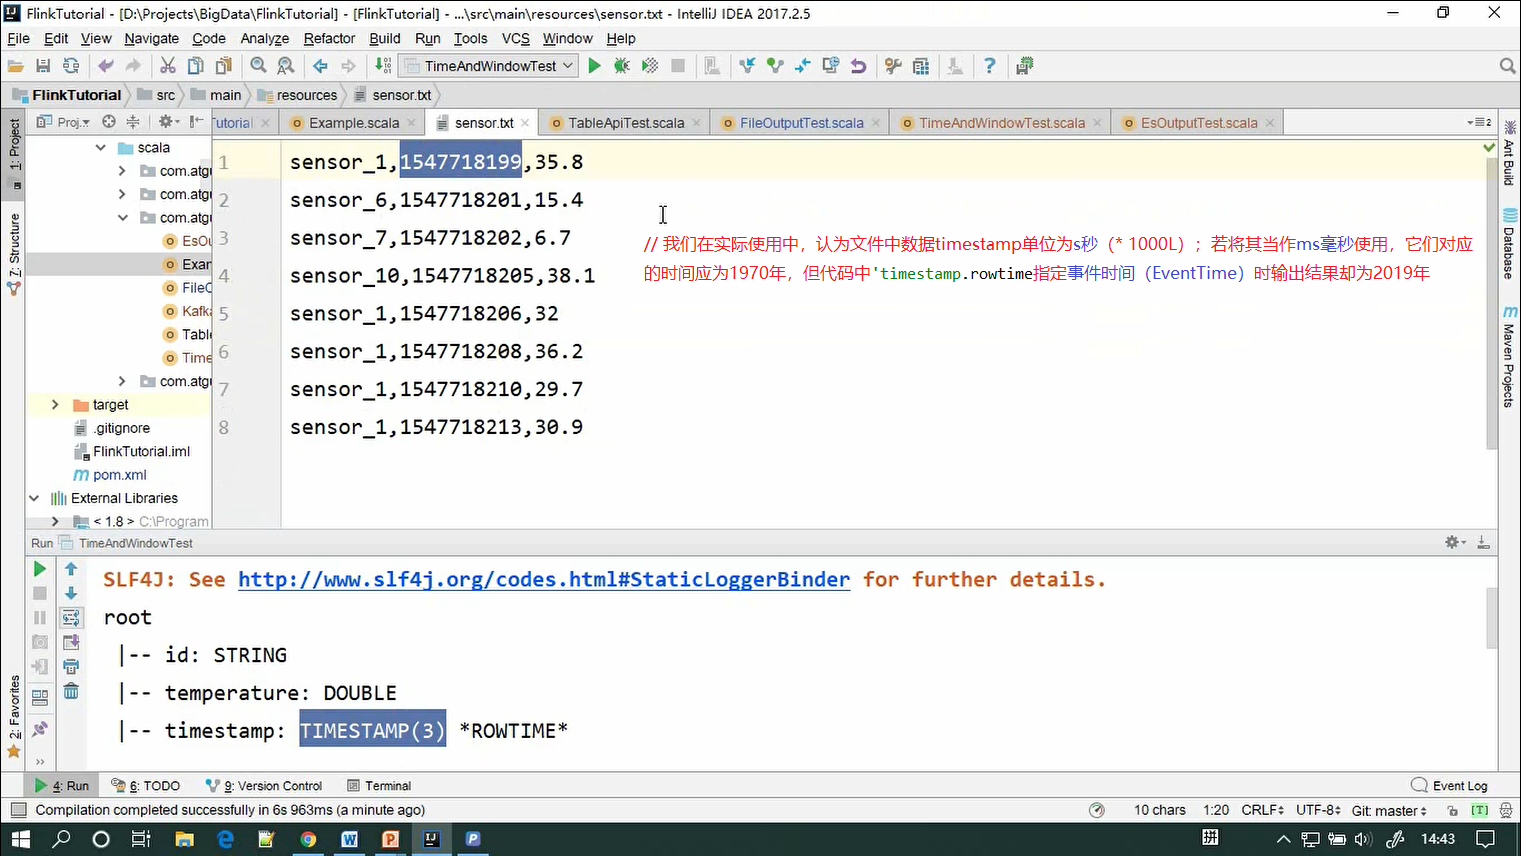 FlinkTutorial - [D:\Projects\BigData\FlinkTutorial] - [FlinkTutorial] - ...\src\main\resources\sensor.txt - IntelliJ IDEA 2017.2.5
File Edit View Navigate Code Analyze Refactor Build Run Tools VCS Window Help
TimeAndWindowTest
FlinkTutorial src main resources sensor.txt
1: Project
Proj.
Tutorial Example.scala sensor.txt TableApiTest.scala FileOutputTest.scala TimeAndWindowTest.scala EsOutputTest.scala 2
scala
com.atgu
com.atgu
com.atgu
EsOu
Exan
FileC
Kafk
Table
Time
com.atgu
target
.gitignore
FlinkTutorial.iml
pom.xml
External Libraries
< 1.8 > C:\Program
1 sensor_1,1547718199,35.8
2 sensor_6,1547718201,15.4
3 sensor_7,1547718202,6.7
4 sensor_10,1547718205,38.1
5 sensor_1,1547718206,32
6 sensor_1,1547718208,36.2
7 sensor_1,1547718210,29.7
8 sensor_1,1547718213,30.9
// 我们在实际使用中，认为文件中数据timestamp单位为s秒（* 1000L）；若将其当作ms毫秒使用，它们对应
的时间应为1970年，但代码中'timestamp.rowtime指定事件时间（EventTime）时输出结果却为2019年
Ant Build
Database
Maven Projects
7: Structure
2: Favorites
Run TimeAndWindowTest
SLF4J: See http://www.slf4j.org/codes.html#StaticLoggerBinder for further details.
root
|-- id: STRING
|-- temperature: DOUBLE
|-- timestamp: TIMESTAMP(3) *ROWTIME*
4: Run 6: TODO 9: Version Control Terminal Event Log
Compilation completed successfully in 6s 963ms (a minute ago) 10 chars 1:20 CRLF UTF-8 Git: master [T]
拼 14:43